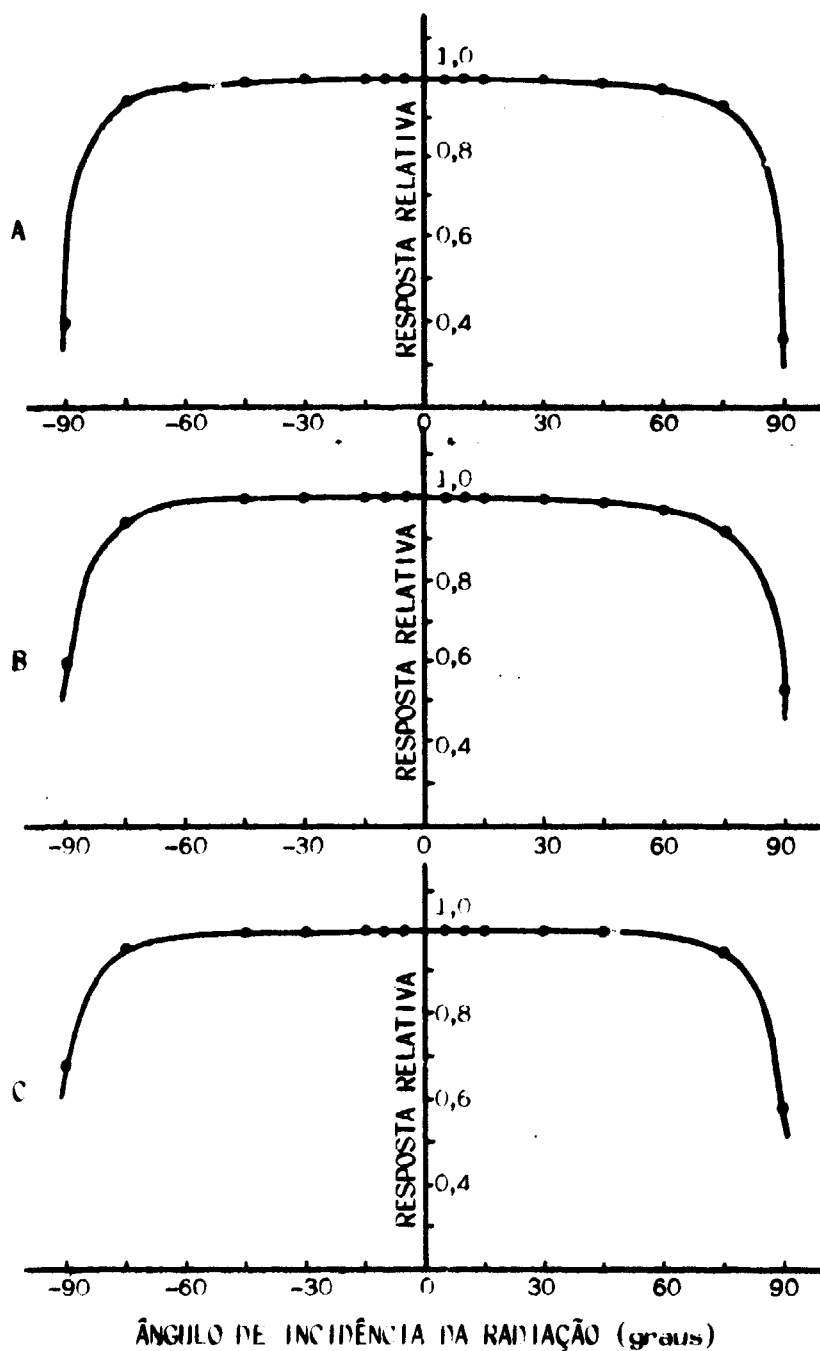 1,0
0,8
0,6
0,4
RESPOSTA RELATIVA
A
-90 -60 -30 0 30 60 90
1,0
0,8
0,6
0,4
RESPOSTA RELATIVA
B
-90 -60 -30 0 30 60 90
1,0
0,8
0,6
0,4
RESPOSTA RELATIVA
C
-90 -60 -30 0 30 60 90
ÂNGULO DE INCIDÊNCIA DA RADIAÇÃO (graus)